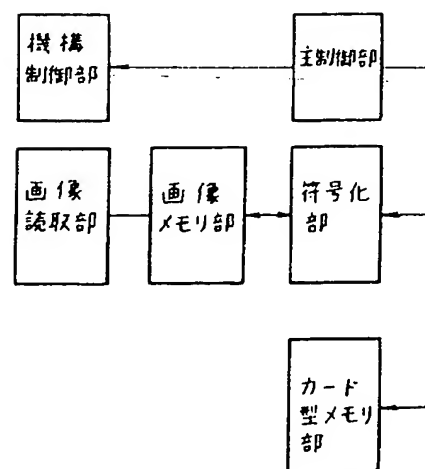 機構
制御部
主制御部
画像
読取部
画像
メモリ部
符号化
部
カード
型メモリ
部